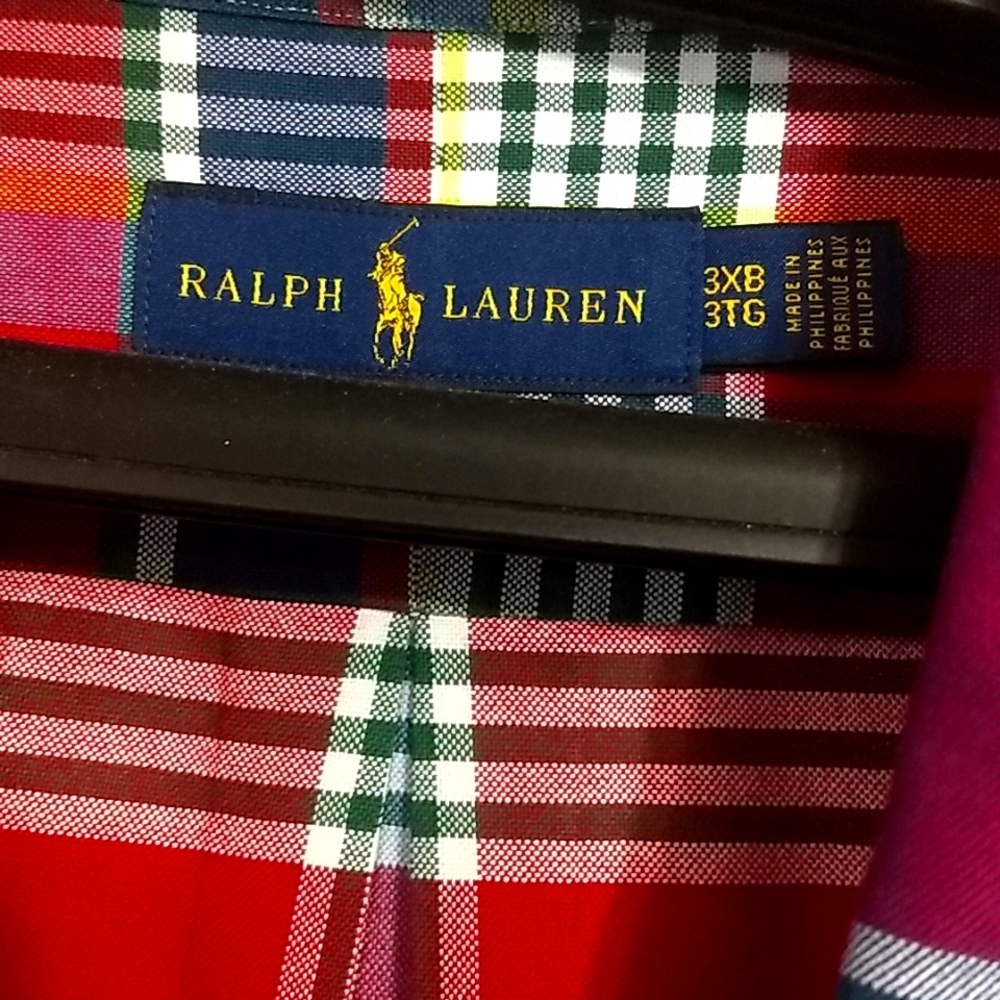 RALPH LAUREN
3XB
3TG
MADE IN
PHILIPPINES
FABRIQUÉ AUX
PHILIPPINES